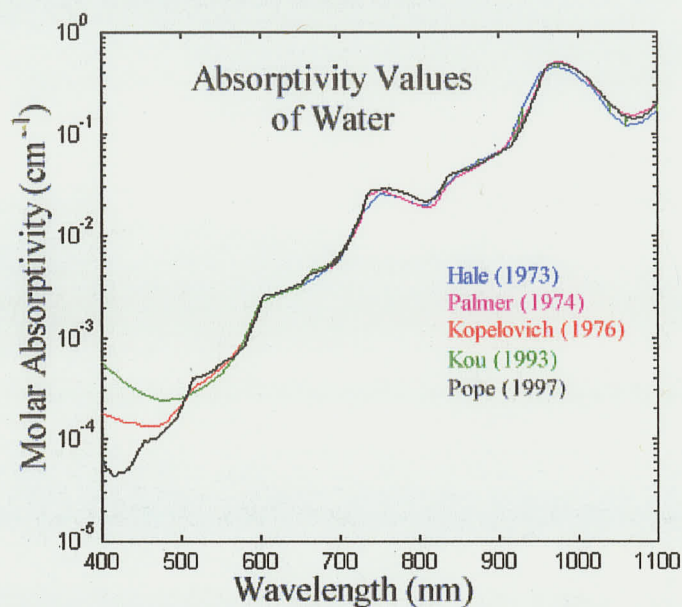 Absorptivity Values
of Water
Molar Absorptivity (cm⁻¹)
10⁰
10⁻¹
10⁻²
10⁻³
10⁻⁴
10⁻⁵
Hale (1973)
Palmer (1974)
Kopelovich (1976)
Kou (1993)
Pope (1997)
400 500 600 700 800 900 1000 1100
Wavelength (nm)